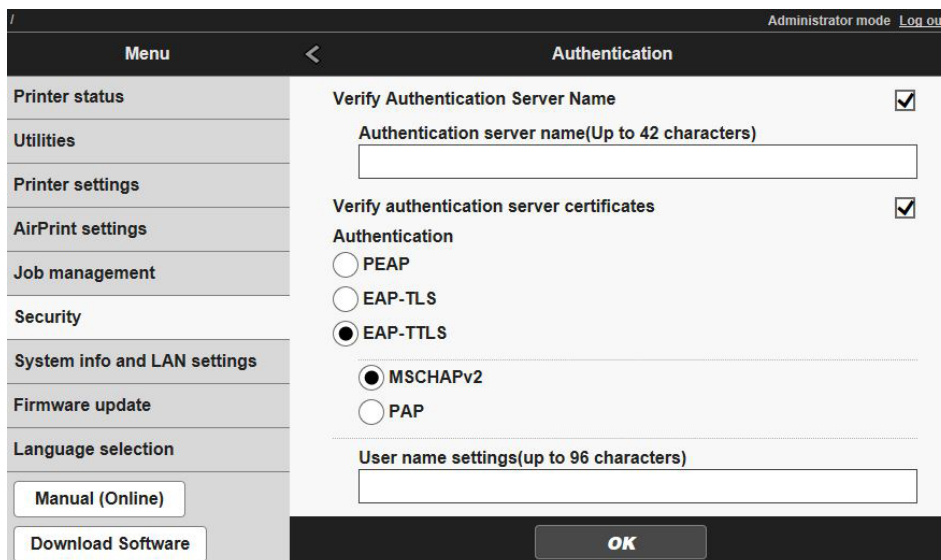 /
Administrator mode Log ou
Menu
Authentication
Printer status
Utilities
Printer settings
AirPrint settings
Job management
Security
System info and LAN settings
Firmware update
Language selection
Manual (Online)
Download Software
Verify Authentication Server Name
Authentication server name(Up to 42 characters)
Verify authentication server certificates
Authentication
PEAP
EAP-TLS
EAP-TTLS
MSCHAPv2
PAP
User name settings(up to 96 characters)
OK